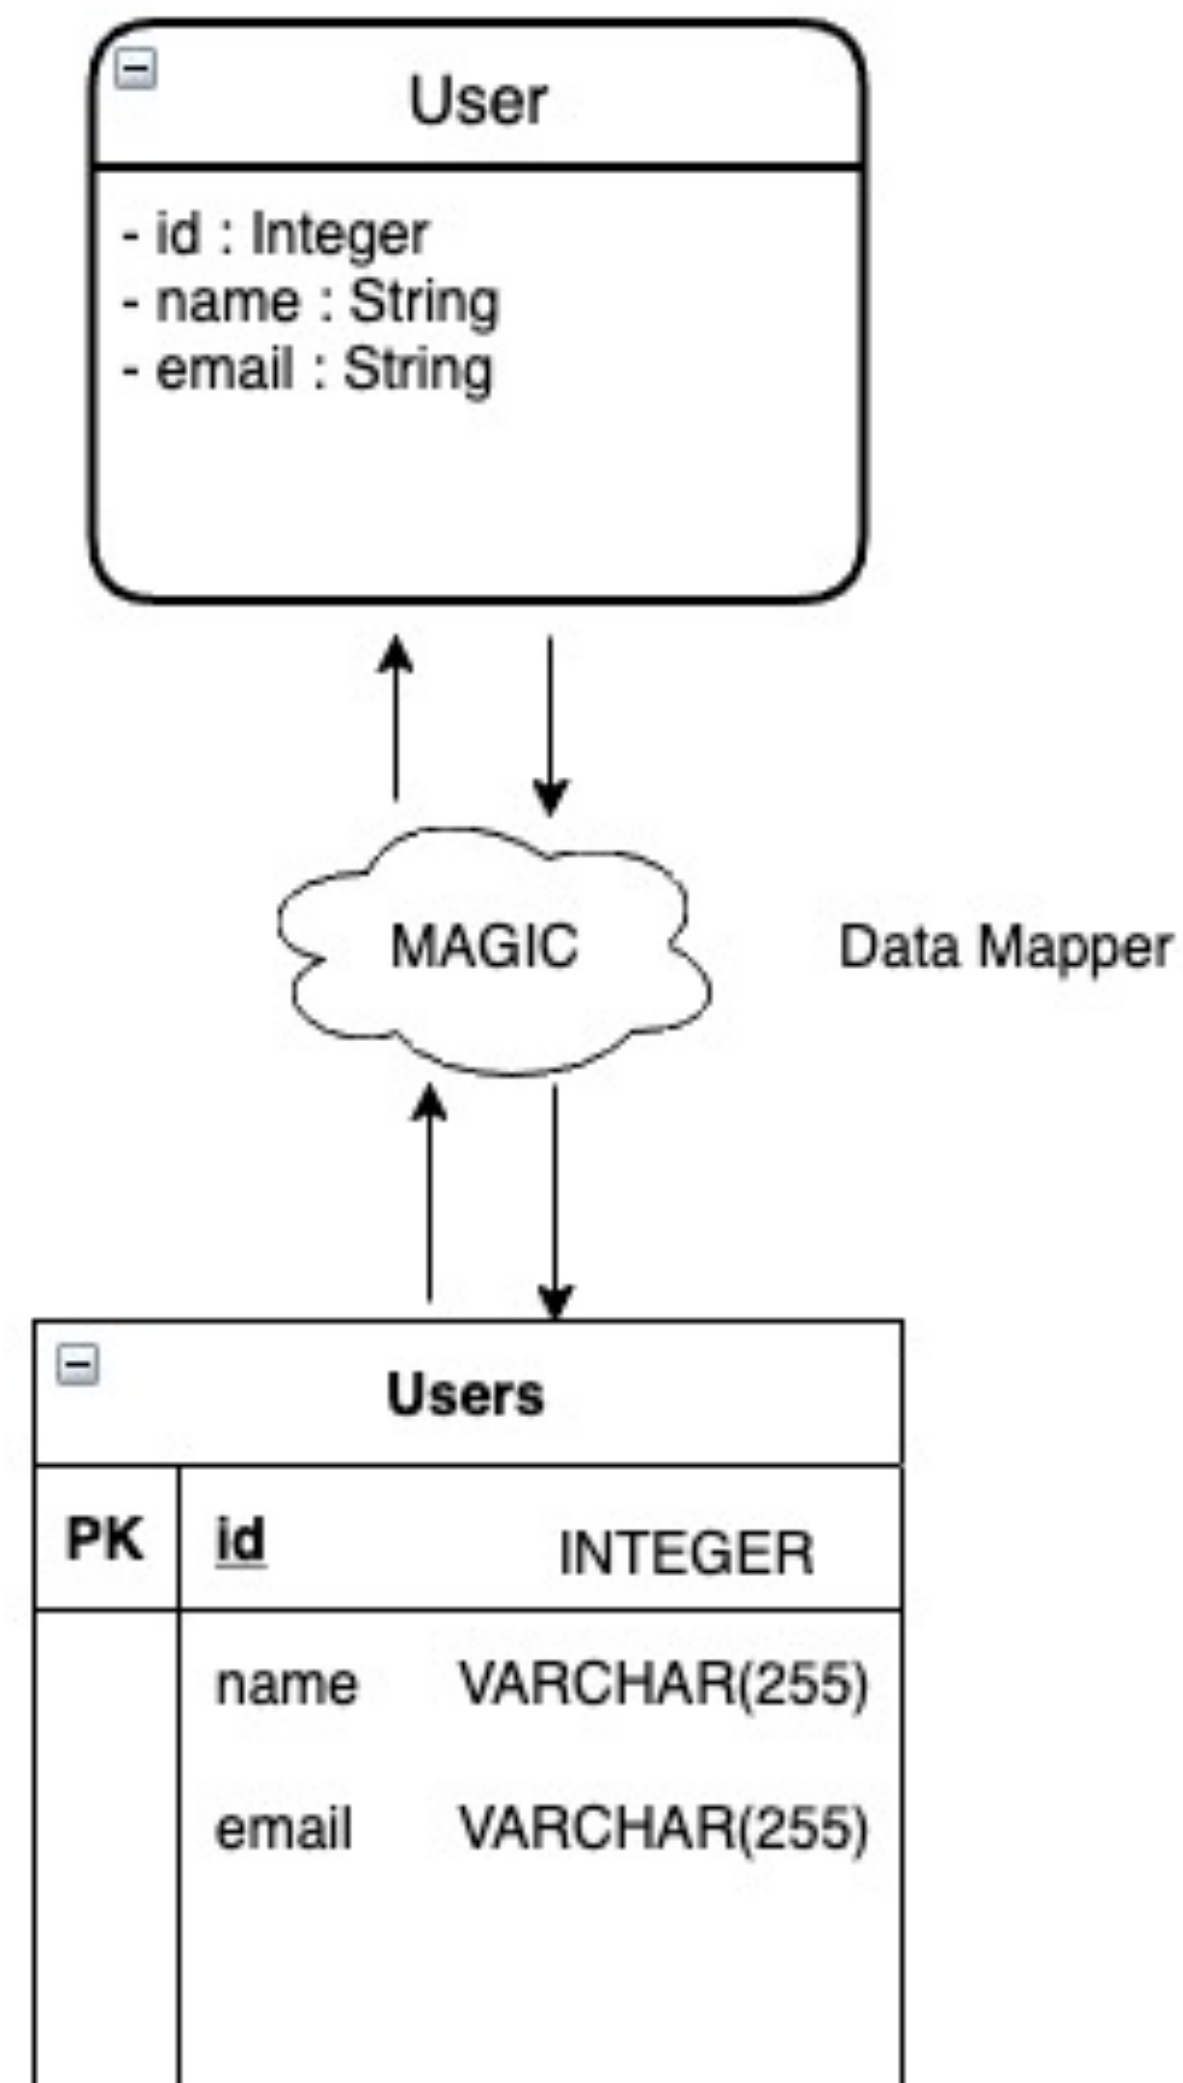 User
- id : Integer
- name : String
- email : String
MAGIC
Data Mapper
Users
PK id INTEGER
name VARCHAR(255)
email VARCHAR(255)